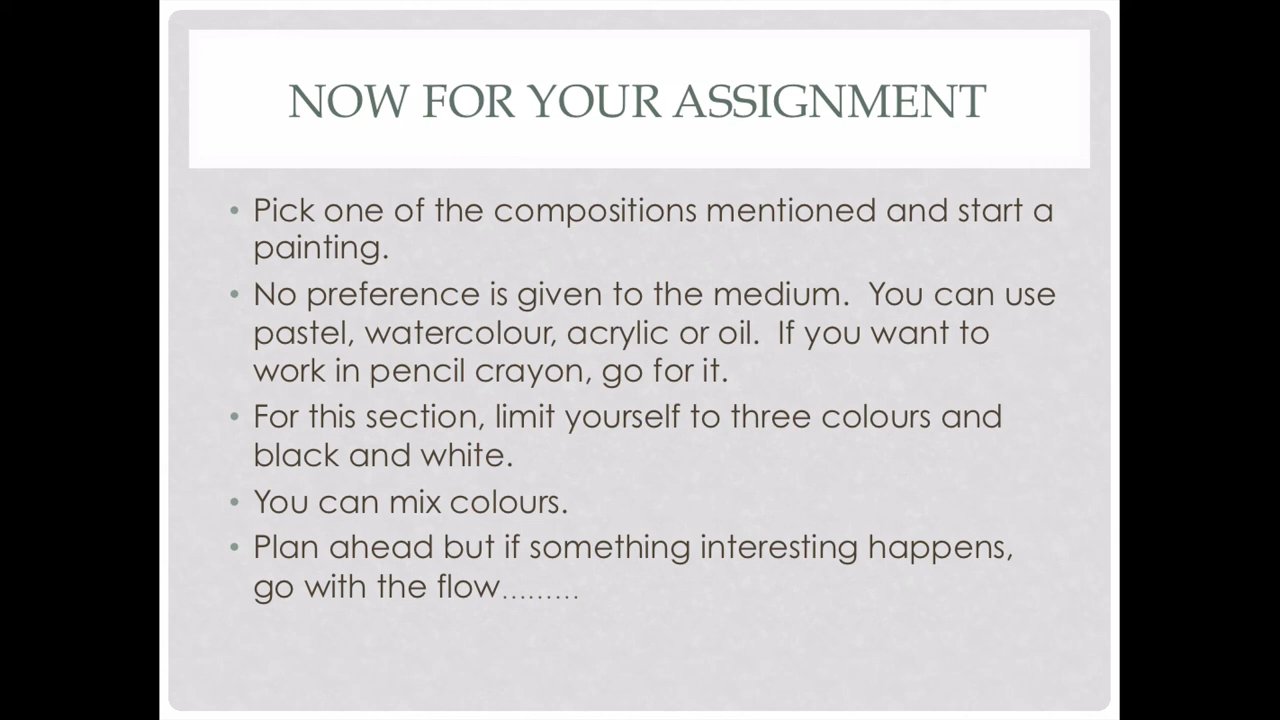 NOW FOR YOUR ASSIGNMENT
• Pick one of the compositions mentioned and start a
painting.
• No preference is given to the medium.  You can use
pastel, watercolour, acrylic or oil.  If you want to
work in pencil crayon, go for it.
• For this section, limit yourself to three colours and
black and white.
• You can mix colours.
• Plan ahead but if something interesting happens,
go with the flow………